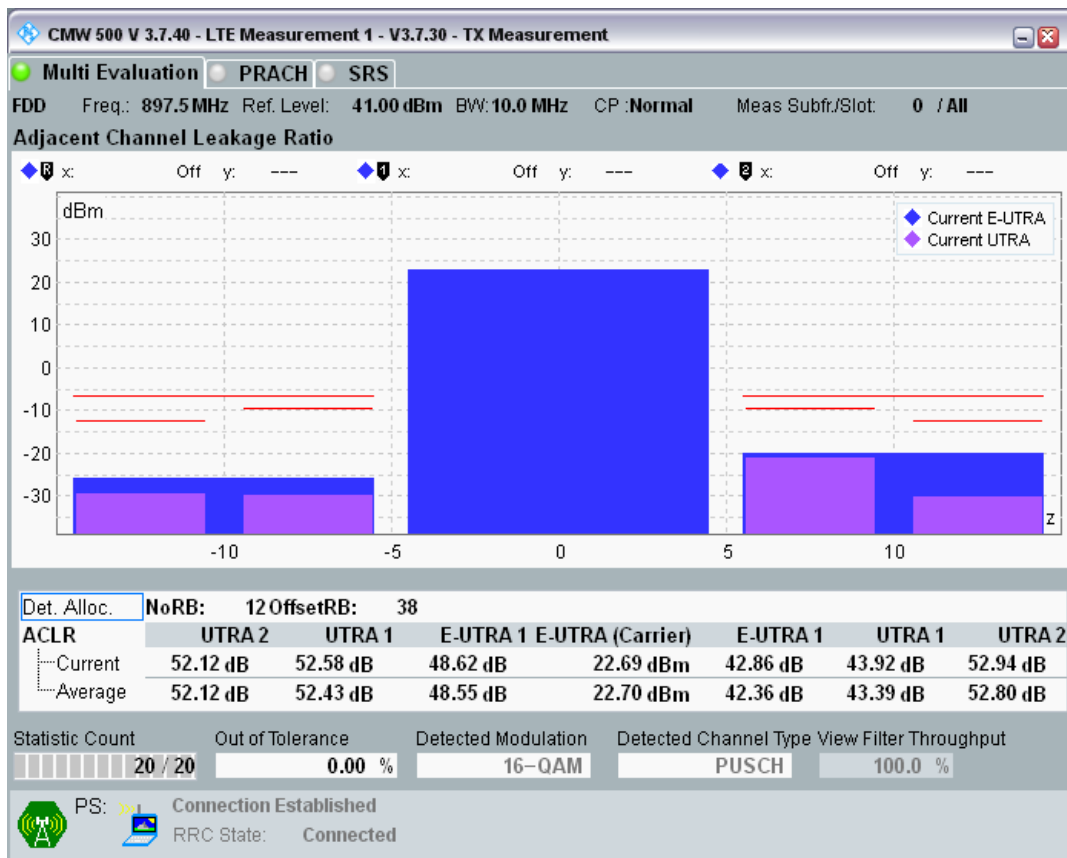 CMW 500 V 3.7.40 - LTE Measurement 1 - V3.7.30 - TX Measurement
Multi Evaluation PRACH SRS
FDD Freq.: 897.5 MHz Ref. Level: 41.00 dBm BW: 10.0 MHz CP :Normal Meas Subfr./Slot: 0 / All
Adjacent Channel Leakage Ratio
R x: Off y: --- 1 x: Off y: --- 2 x: Off y: ---
dBm
Current E-UTRA
Current UTRA
30
20
10
0
-10
-20
-30
z
-10 -5 0 5 10
Det. Alloc. NoRB: 12 OffsetRB: 38
ACLR UTRA 2 UTRA 1 E-UTRA 1 E-UTRA (Carrier) E-UTRA 1 UTRA 1 UTRA 2
Current 52.12 dB 52.58 dB 48.62 dB 22.69 dBm 42.86 dB 43.92 dB 52.94 dB
Average 52.12 dB 52.43 dB 48.55 dB 22.70 dBm 42.36 dB 43.39 dB 52.80 dB
Statistic Count Out of Tolerance Detected Modulation Detected Channel Type View Filter Throughput
20 / 20 0.00 % 16-QAM PUSCH 100.0 %
PS: Connection Established
RRC State: Connected